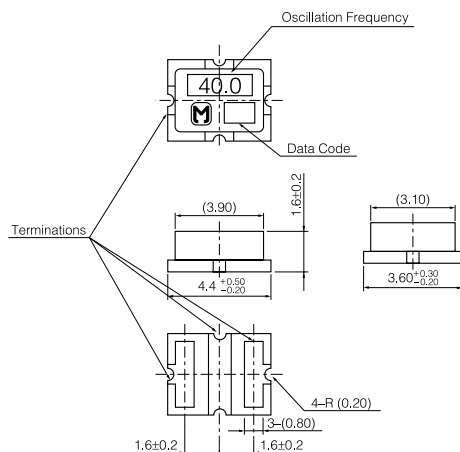 Oscillation Frequency
40.0
M
Data Code
(3.90)
1.6±0.2
(3.10)
Terminations
4.4 +0.50 −0.20
3.60 +0.30 −0.20
4–R (0.20)
3–(0.80)
1.6±0.2
1.6±0.2